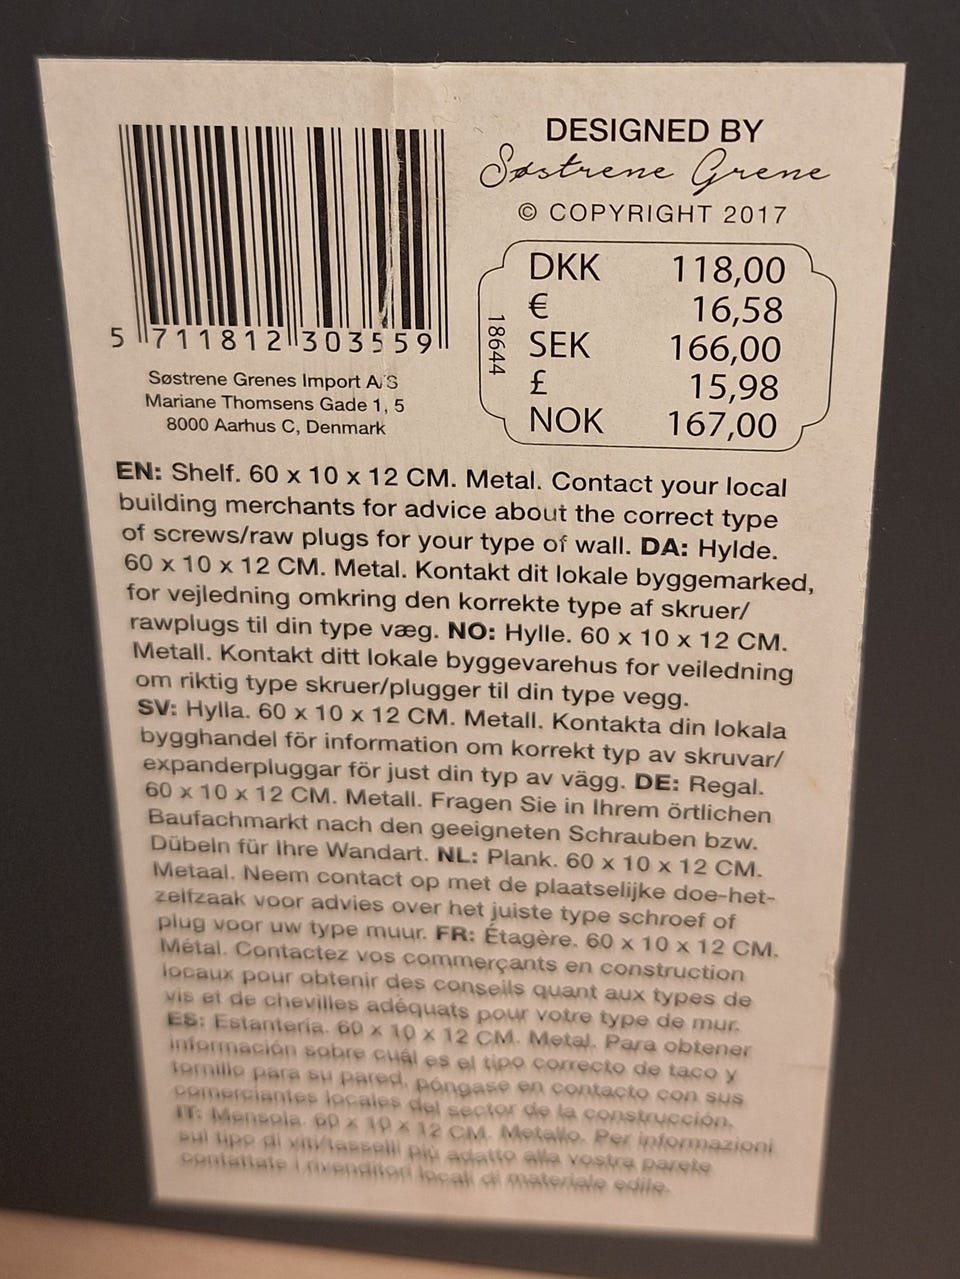 DESIGNED BY
Søstrene Grene
© COPYRIGHT 2017
5 711812 303559
DKK 118,00
€ 16,58
SEK 166,00
£ 15,98
NOK 167,00
18644
Søstrene Grenes Import A/S
Mariane Thomsens Gade 1, 5
8000 Aarhus C, Denmark
EN: Shelf. 60 x 10 x 12 CM. Metal. Contact your local
building merchants for advice about the correct type
of screws/raw plugs for your type of wall. DA: Hylde.
60 x 10 x 12 CM. Metal. Kontakt dit lokale byggemarked,
for vejledning omkring den korrekte type af skruer/
rawplugs til din type væg. NO: Hylle. 60 x 10 x 12 CM.
Metall. Kontakt ditt lokale byggevarehus for veiledning
om riktig type skruer/plugger til din type vegg.
SV: Hylla. 60 x 10 x 12 CM. Metall. Kontakta din lokala
bygghandel för information om korrekt typ av skruvar/
expanderpluggar för just din typ av vägg. DE: Regal.
60 x 10 x 12 CM. Metall. Fragen Sie in Ihrem örtlichen
Baufachmarkt nach den geeigneten Schrauben bzw.
Dübeln für Ihre Wandart. NL: Plank. 60 x 10 x 12 CM.
Metaal. Neem contact op met de plaatselijke doe-het-
zelfzaak voor advies over het juiste type schroef of
plug voor uw type muur. FR: Étagère. 60 x 10 x 12 CM.
Métal. Contactez vos commerçants en construction
locaux pour obtenir des conseils quant aux types de
vis et de chevilles adéquats pour votre type de mur.
ES: Estantería. 60 x 10 x 12 CM. Metal. Para obtener
información sobre cuál es el tipo correcto de taco y
tornillo para su pared, póngase en contacto con sus
comerciantes locales del sector de la construcción.
IT: Mensola. 60 x 10 x 12 CM. Metallo. Per informazioni
sul tipo di viti/tasselli più adatto alla vostra parete
contattate i rivenditori locali di materiale edile.